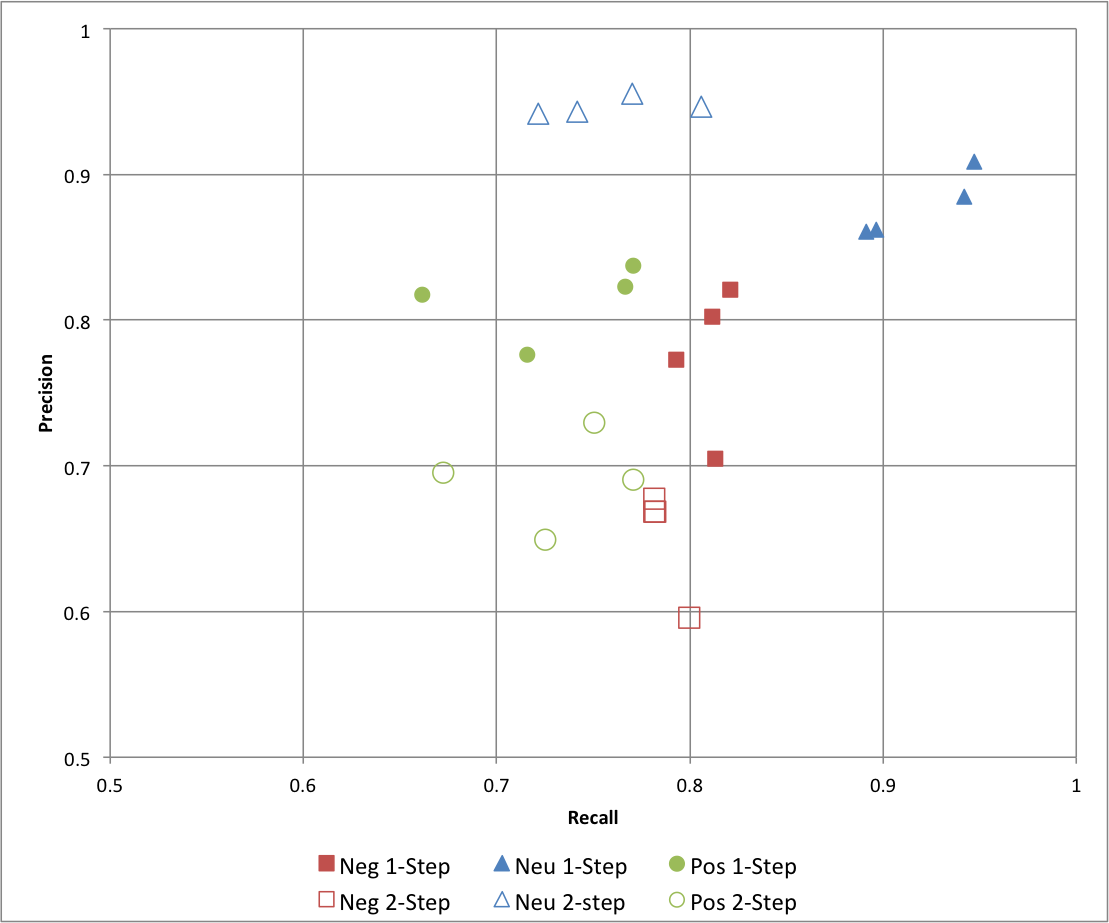 1
0.9
0.8
0.7
0.6
0.5
Precision
0.5 0.6 0.7 0.8 0.9 1
Recall
Neg 1-Step Neu 1-Step Pos 1-Step
Neg 2-Step Neu 2-step Pos 2-Step